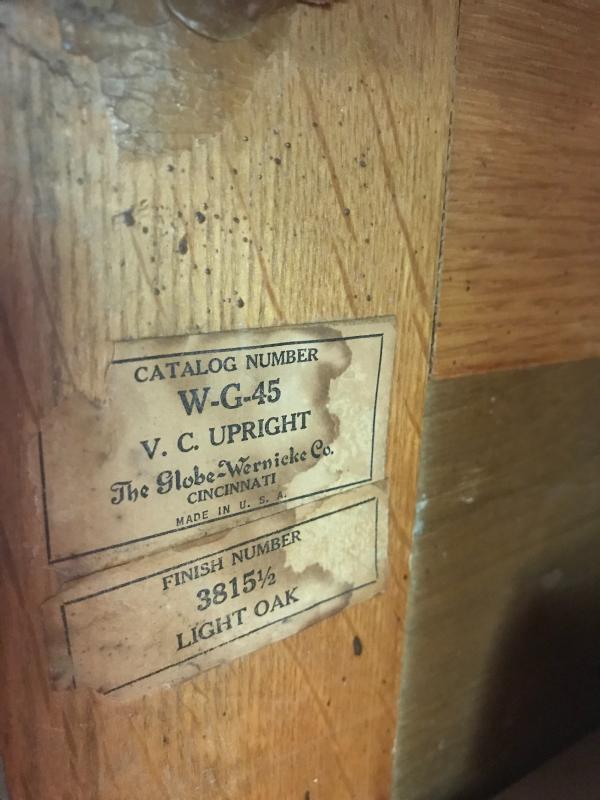 CATALOG NUMBER
W-G-45
V. C. UPRIGHT
The Globe-Wernicke Co.
CINCINNATI
MADE IN U. S. A.
FINISH NUMBER
3815½
LIGHT OAK